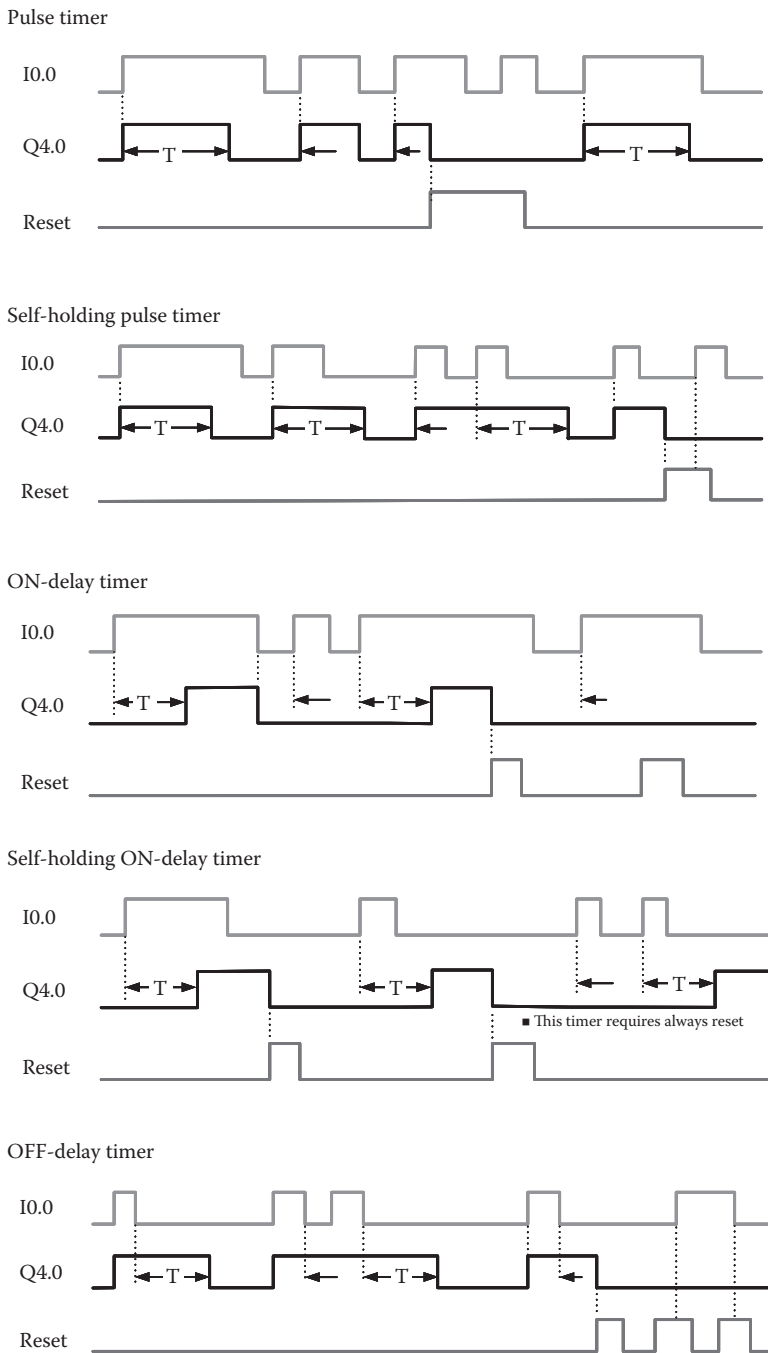 Pulse timer
I0.0
Q4.0
T
T
Reset
Self-holding pulse timer
I0.0
Q4.0
T
T
T
Reset
ON-delay timer
I0.0
Q4.0
T
T
Reset
Self-holding ON-delay timer
I0.0
Q4.0
T
T
T
■ This timer requires always reset
Reset
OFF-delay timer
I0.0
Q4.0
T
T
Reset